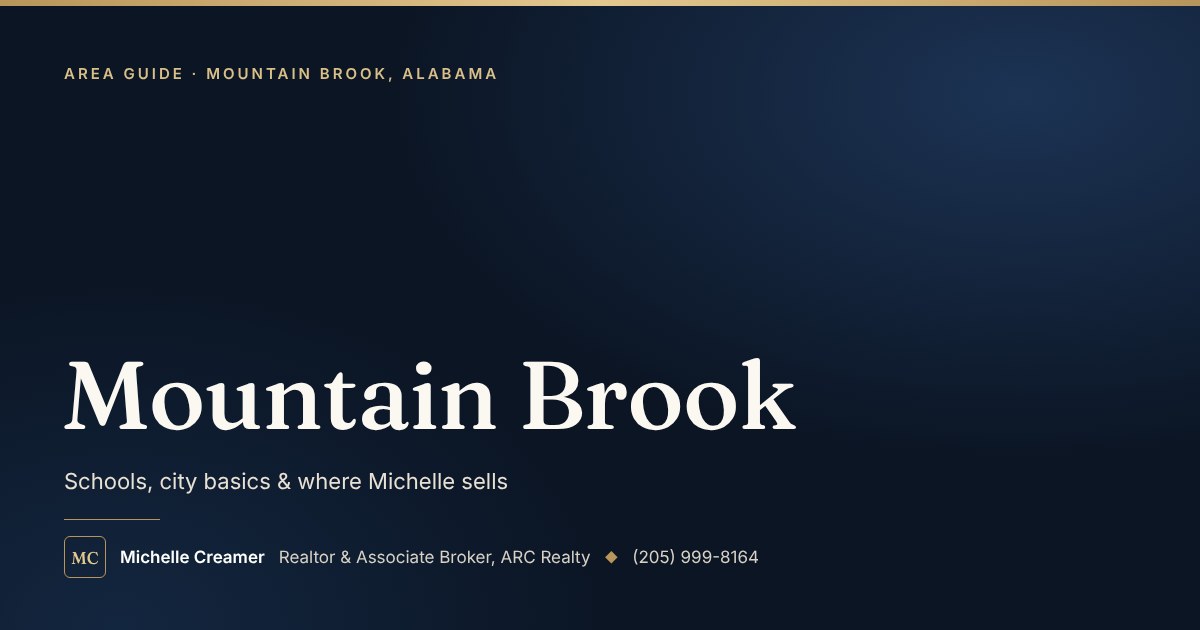 AREA GUIDE · MOUNTAIN BROOK, ALABAMA
Mountain Brook
Schools, city basics & where Michelle sells
MC Michelle Creamer Realtor & Associate Broker, ARC Realty ◆ (205) 999-8164